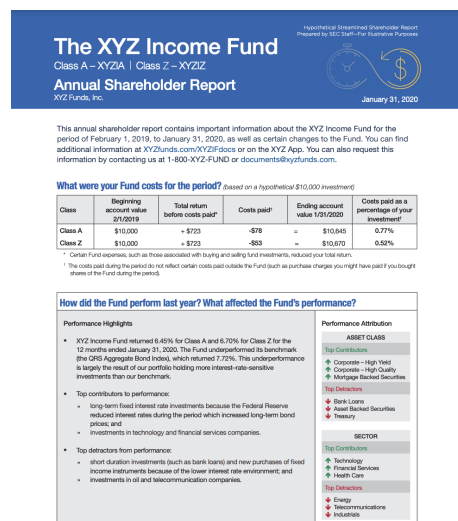 Hypothetical Streamlined Shareholder Report
Prepared by SEC Staff—For Illustrative Purposes
The XYZ Income Fund
Class A – XYZIA | Class Z – XYZIZ
Annual Shareholder Report
XYZ Funds, Inc.
January 31, 2020
This annual shareholder report contains important information about the XYZ Income Fund for the
period of February 1, 2019, to January 31, 2020, as well as certain changes to the Fund. You can find
additional information at XYZfunds.com/XYZIFdocs or on the XYZ App. You can also request this
information by contacting us at 1-800-XYZ-FUND or documents@xyzfunds.com.
What were your Fund costs for the period? (based on a hypothetical $10,000 investment)
Class | Beginning account value 2/1/2019 | Total return before costs paid* | Costs paid† | Ending account value 1/31/2020 | Costs paid as a percentage of your investment†
Class A $10,000 + $723 -$78 = $10,645 0.77%
Class Z $10,000 + $723 -$53 = $10,670 0.52%
* Certain Fund expenses, such as those associated with buying and selling fund investments, reduced your total return.
† The costs paid during the period do not reflect certain costs paid outside the Fund (such as purchase charges you might have paid if you bought
shares of the Fund during the period).
How did the Fund perform last year? What affected the Fund's performance?
Performance Highlights
• XYZ Income Fund returned 6.45% for Class A and 6.70% for Class Z for the
12 months ended January 31, 2020. The Fund underperformed its benchmark
(the QRS Aggregate Bond Index), which returned 7.72%. This underperformance
is largely the result of our portfolio holding more interest-rate-sensitive
investments than our benchmark.
• Top contributors to performance:
» long-term fixed interest rate investments because the Federal Reserve
reduced interest rates during the period which increased long-term bond
prices; and
» investments in technology and financial services companies.
• Top detractors from performance:
» short duration investments (such as bank loans) and new purchases of fixed
income instruments because of the lower interest rate environment; and
» investments in oil and telecommunication companies.
Performance Attribution
ASSET CLASS
Top Contributors
Corporate – High Yield
Corporate – High Quality
Mortgage Backed Securities
Top Detractors
Bank Loans
Asset Backed Securities
Treasury
SECTOR
Top Contributors
Technology
Financial Services
Health Care
Top Detractors
Energy
Telecommunications
Industrials